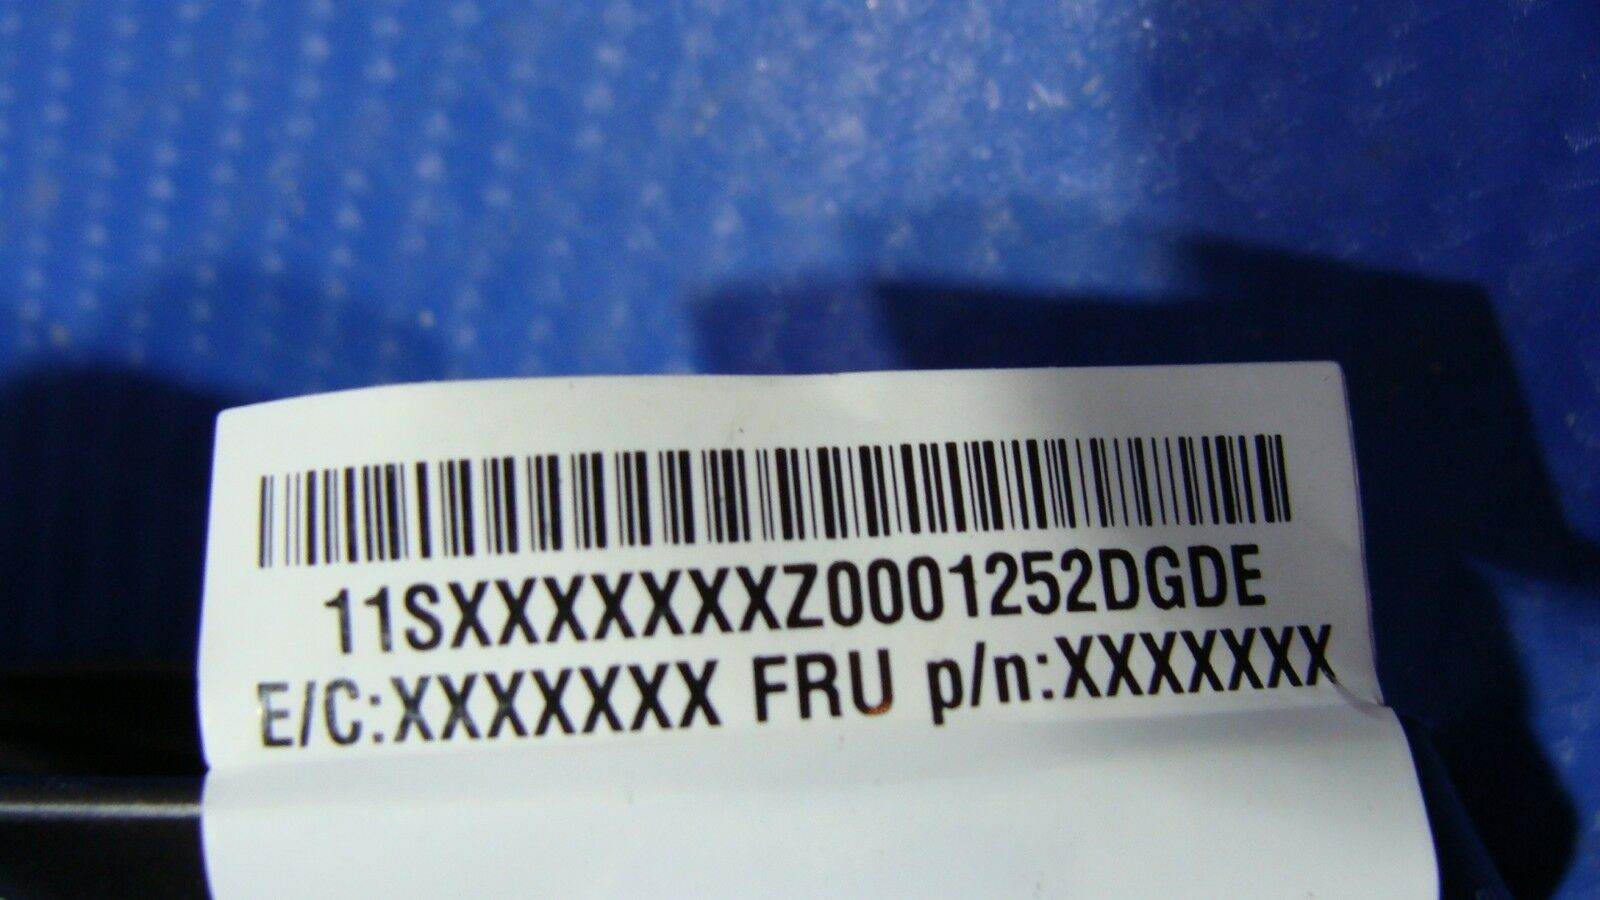 11SXXXXXXXZ0001252DGDE
E/C:XXXXXXX FRU p/n:XXXXXXX